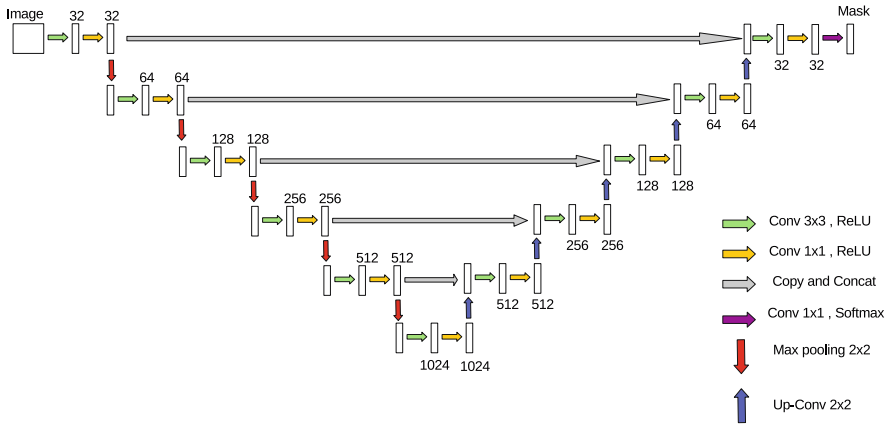 Image
Mask
32 32
32 32
64 64
64 64
128 128
128 128
256 256
256 256
512 512
512 512
1024 1024
Conv 3x3 , ReLU
Conv 1x1 , ReLU
Copy and Concat
Conv 1x1 , Softmax
Max pooling 2x2
Up-Conv 2x2